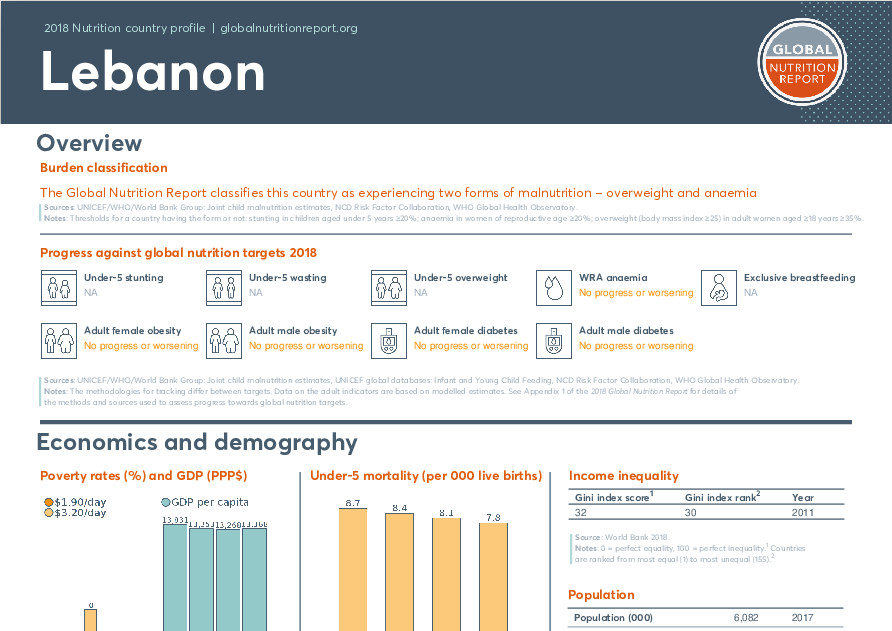 2018 Nutrition country profile | globalnutritionreport.org
Lebanon
GLOBAL
NUTRITION
REPORT
Overview
Burden classification
The Global Nutrition Report classifies this country as experiencing two forms of malnutrition – overweight and anaemia
Sources: UNICEF/WHO/World Bank Group: Joint child malnutrition estimates, NCD Risk Factor Collaboration, WHO Global Health Observatory.
Notes: Thresholds for a country having the form or not: stunting in children aged under 5 years ≥20%; anaemia in women of reproductive age ≥20%; overweight (body mass index ≥25) in adult women aged ≥18 years ≥35%.
Progress against global nutrition targets 2018
Under-5 stunting
NA
Under-5 wasting
NA
Under-5 overweight
NA
WRA anaemia
No progress or worsening
Exclusive breastfeeding
NA
Adult female obesity
No progress or worsening
Adult male obesity
No progress or worsening
Adult female diabetes
No progress or worsening
Adult male diabetes
No progress or worsening
Sources: UNICEF/WHO/World Bank Group: Joint child malnutrition estimates, UNICEF global databases: Infant and Young Child Feeding, NCD Risk Factor Collaboration, WHO Global Health Observatory.
Notes: The methodologies for tracking differ between targets. Data on the adult indicators are based on modelled estimates. See Appendix 1 of the 2018 Global Nutrition Report for details of
the methods and sources used to assess progress towards global nutrition targets.
Economics and demography
Poverty rates (%) and GDP (PPP$)
$1.90/day
$3.20/day
GDP per capita
13,931
0
Under-5 mortality (per 000 live births)
8.7
8.4
8.1
7.8
Income inequality
Gini index score1 Gini index rank2 Year
32 30 2011
Source: World Bank 2018.
Notes: 0 = perfect equality, 100 = perfect inequality.1 Countries
are ranked from most equal (1) to most unequal (155).2
Population
Population (000) 6,082 2017